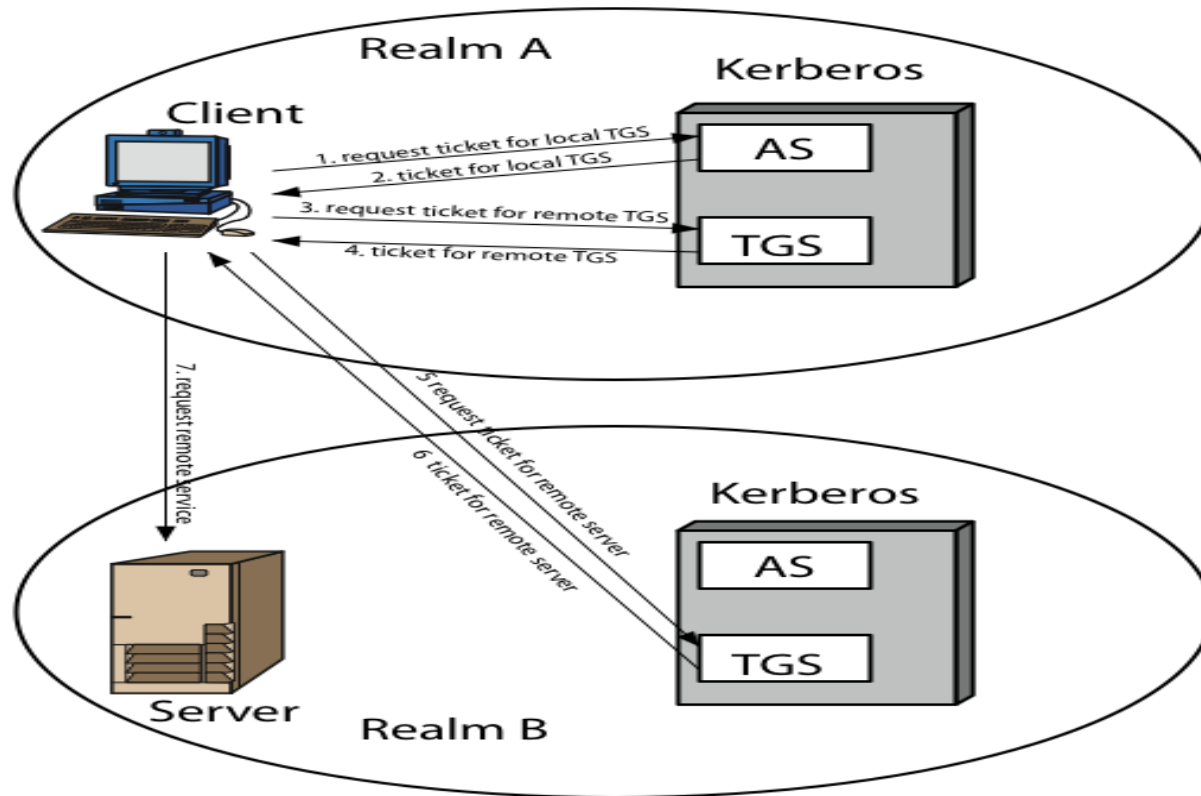 Realm A
Kerberos
Client
1. request ticket for local TGS
2. ticket for local TGS
AS
3. request ticket for remote TGS
4. ticket for remote TGS
TGS
7. request remote service
5 request ticket for remote server
6 ticket for remote server
Kerberos
AS
TGS
Server
Realm B